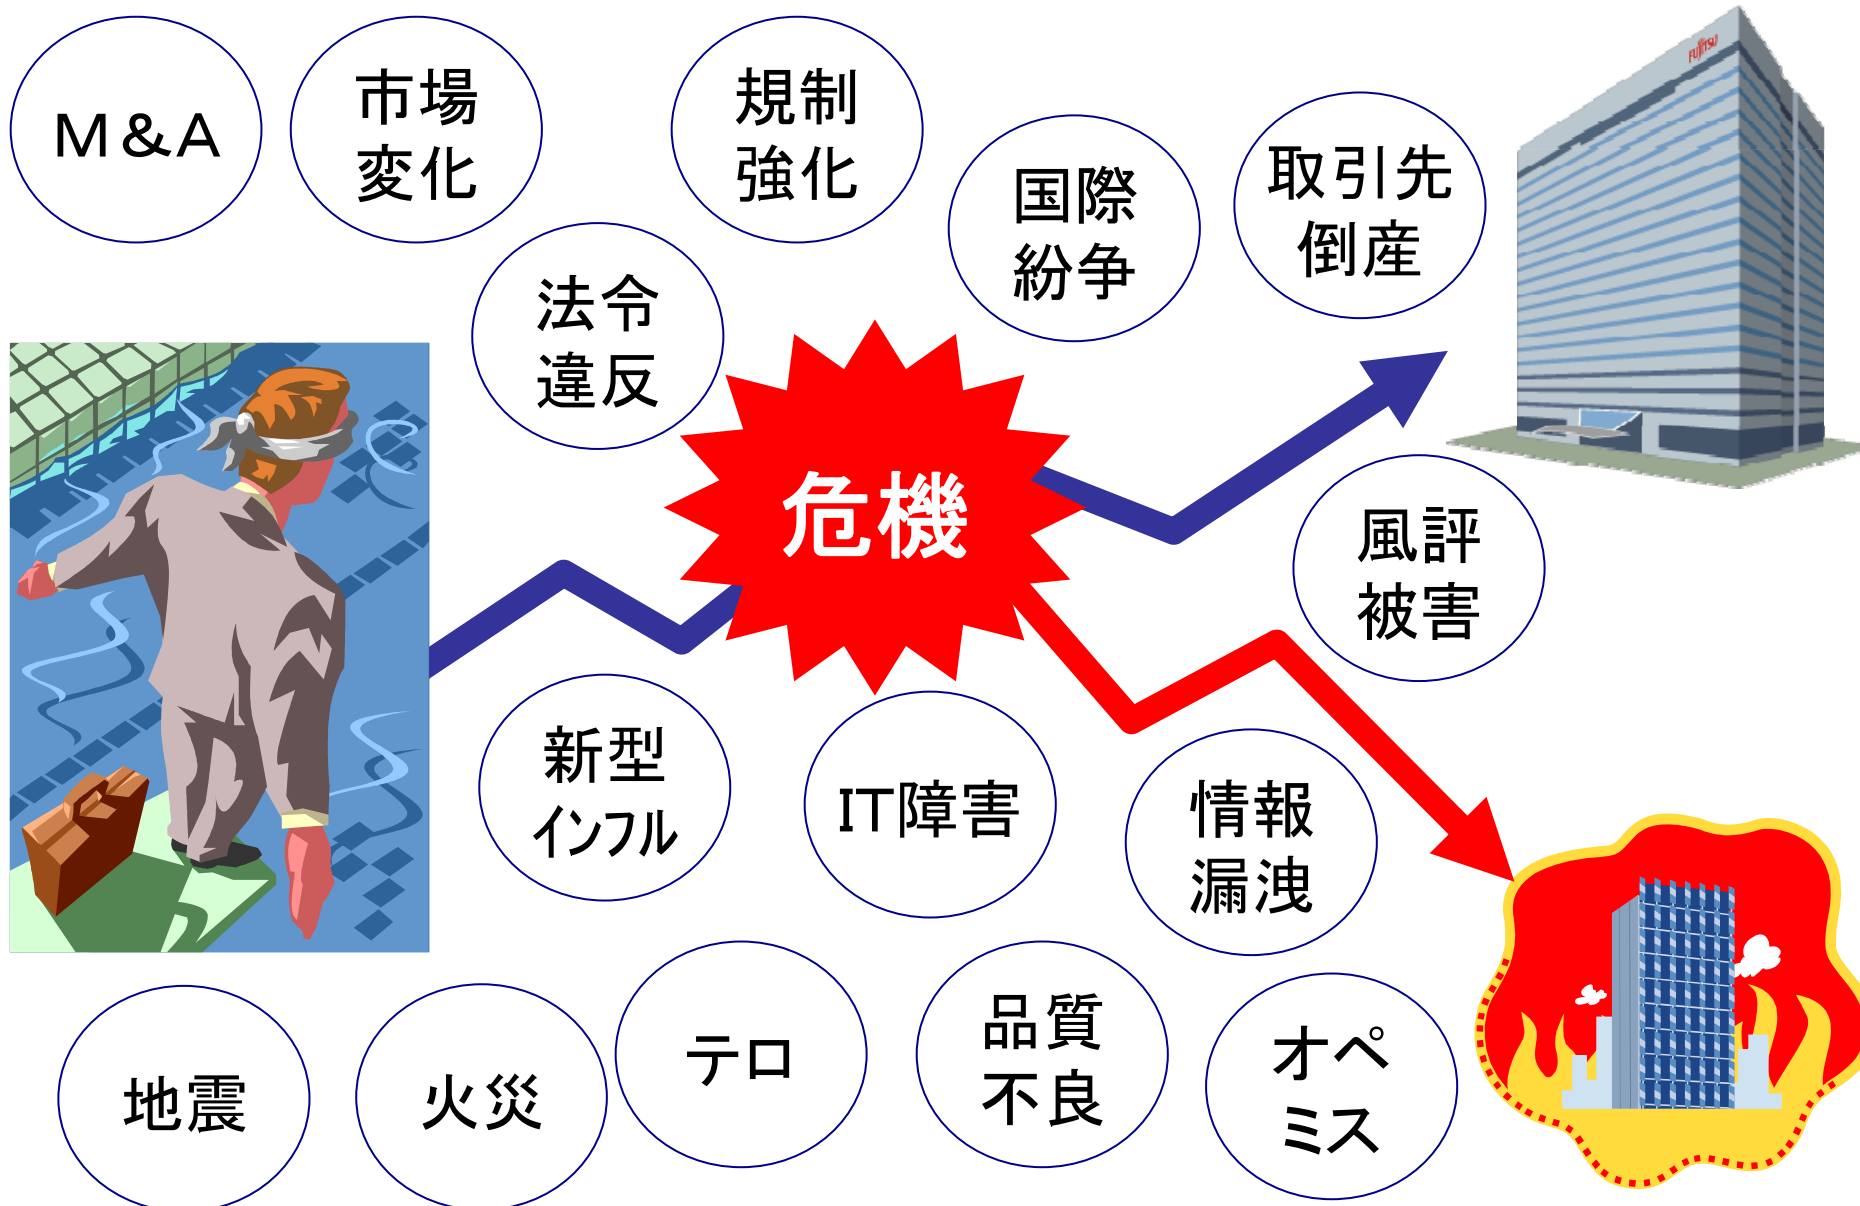 M&A
市場
変化
規制
強化
国際
紛争
取引先
倒産
FUJITSU
法令
違反
危機
風評
被害
新型
インフル
IT障害
情報
漏洩
地震
火災
テロ
品質
不良
オペ
ミス